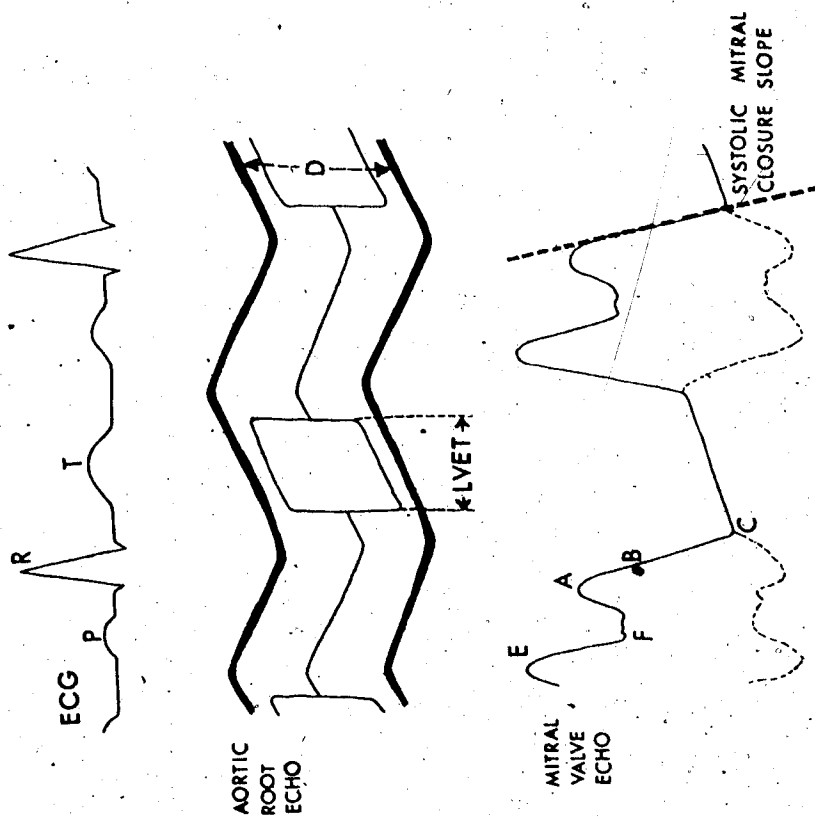 ECG
P
R
T
AORTIC
ROOT
ECHO
D
LVET
MITRAL
VALVE
ECHO
E
F
A
B
C
SYSTOLIC MITRAL
CLOSURE SLOPE